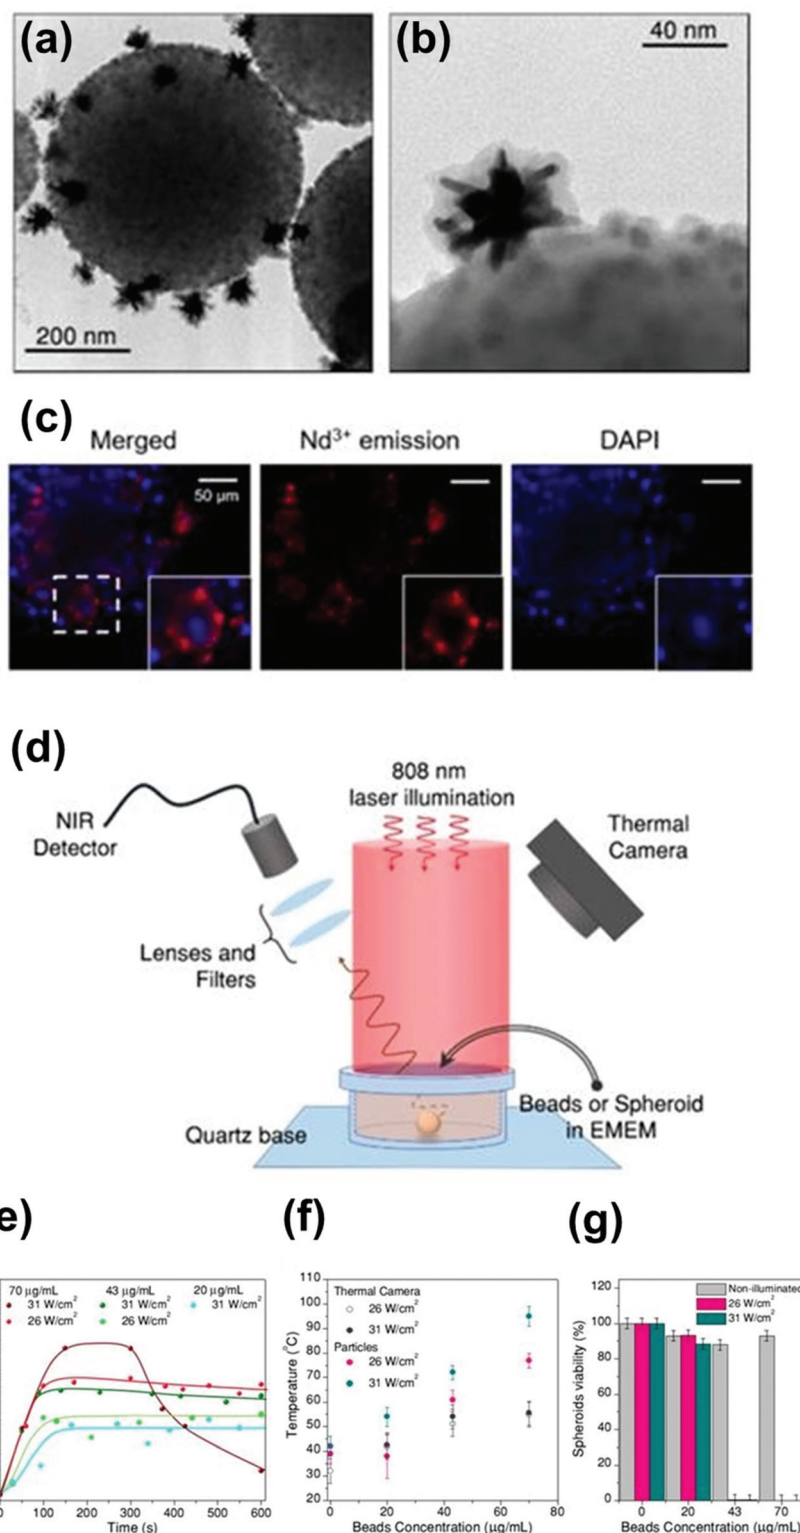 (a)
200 nm
(b)
40 nm
(c)
Merged
50 µm
Nd3+ emission
DAPI
(d)
808 nm
laser illumination
NIR
Detector
Thermal
Camera
Lenses and
Filters
Quartz base
Beads or Spheroid
in EMEM
e)
70 µg/mL 43 µg/mL 20 µg/mL
31 W/cm2 31 W/cm2 31 W/cm2
26 W/cm2 26 W/cm2
0 100 200 300 400 500 600
Time (s)
(f)
110
100
90
80
70
60
50
40
30
20
Temperature (°C)
Thermal Camera
26 W/cm2
31 W/cm2
Particles
26 W/cm2
31 W/cm2
0 20 40 60 80
Beads Concentration (µg/mL)
(g)
120
100
80
60
40
20
0
Spheroids viability (%)
Non-illuminated
26 W/cm2
31 W/cm2
0 20 43 70
Beads Concentration (µg/mL)